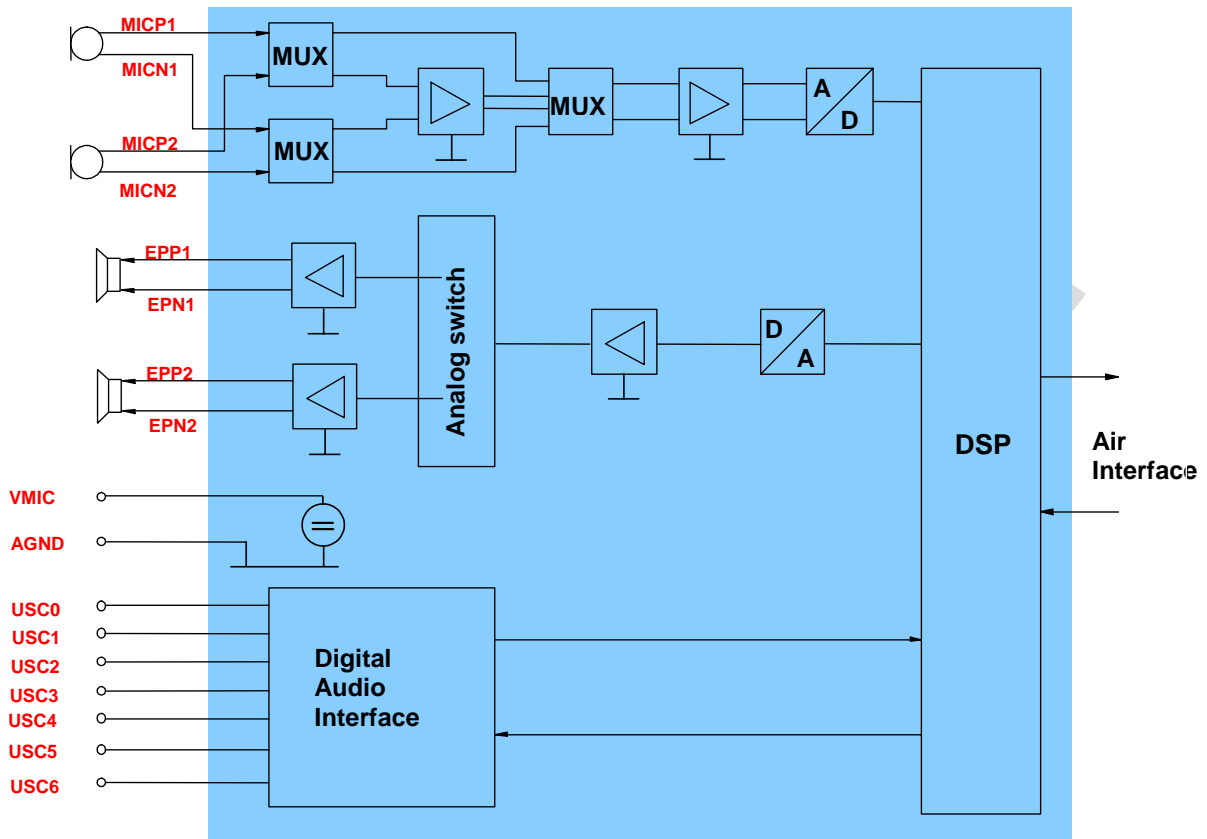 MICP1
MICN1
MICP2
MICN2
MUX
MUX
MUX
A
D
EPP1
EPN1
EPP2
EPN2
Analog switch
D
A
DSP
Air
Interface
VMIC
AGND
USC0
USC1
USC2
USC3
USC4
USC5
USC6
Digital
Audio
Interface